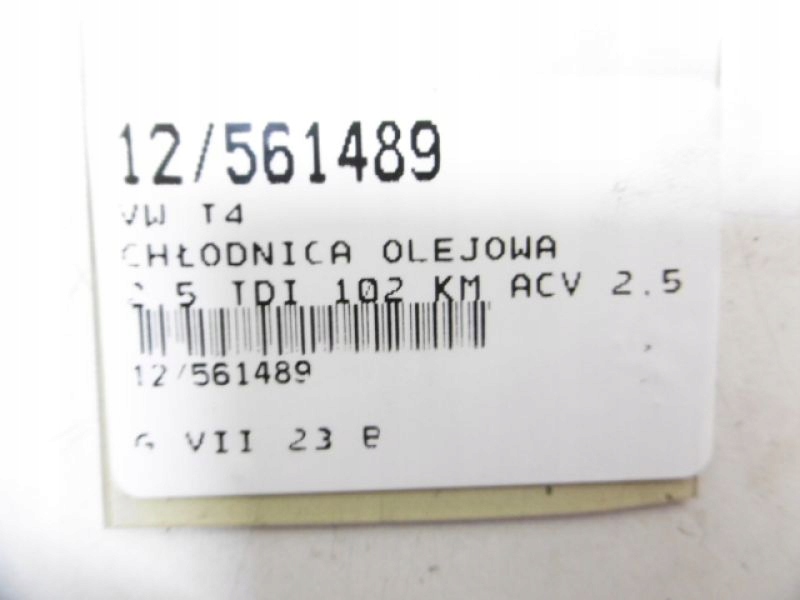 12/561489
VW T4
CHŁODNICA OLEJOWA
2.5 TDI 102 KM ACV 2.5
12/561489
G VII 23 B